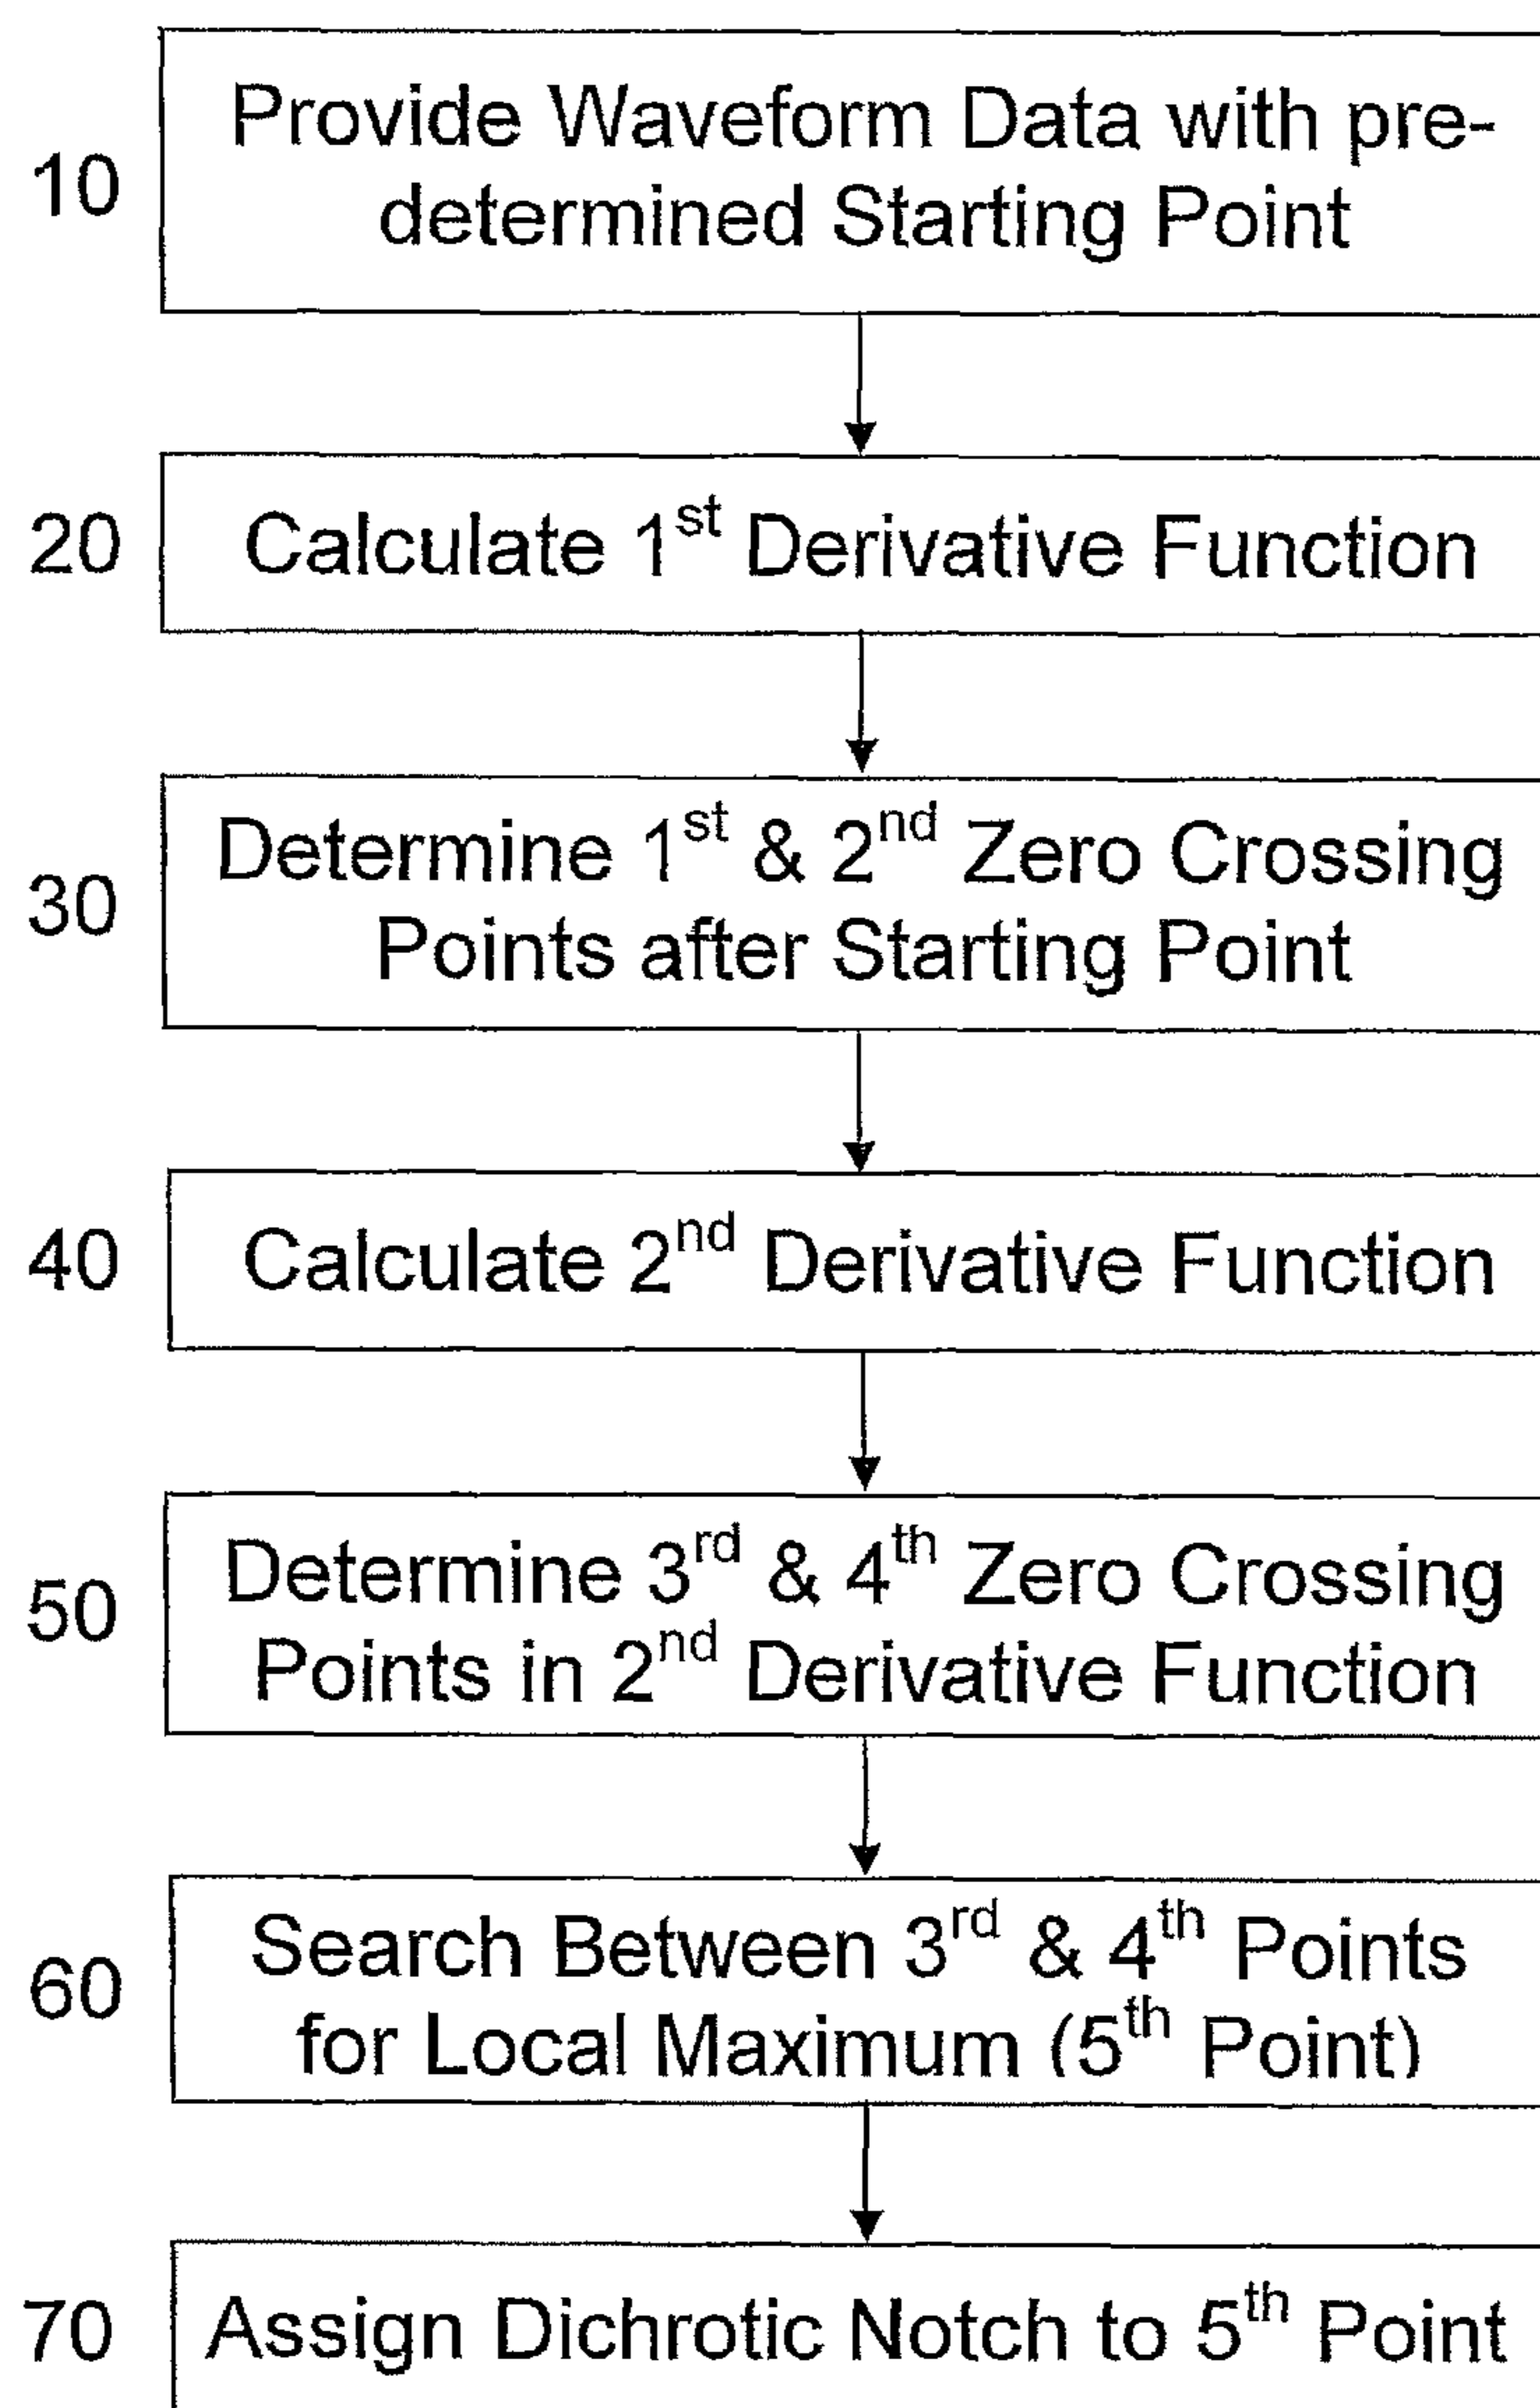 10
Provide Waveform Data with pre-
determined Starting Point
20
Calculate 1st Derivative Function
30
Determine 1st & 2nd Zero Crossing
Points after Starting Point
40
Calculate 2nd Derivative Function
50
Determine 3rd & 4th Zero Crossing
Points in 2nd Derivative Function
60
Search Between 3rd & 4th Points
for Local Maximum (5th Point)
70
Assign Dichrotic Notch to 5th Point